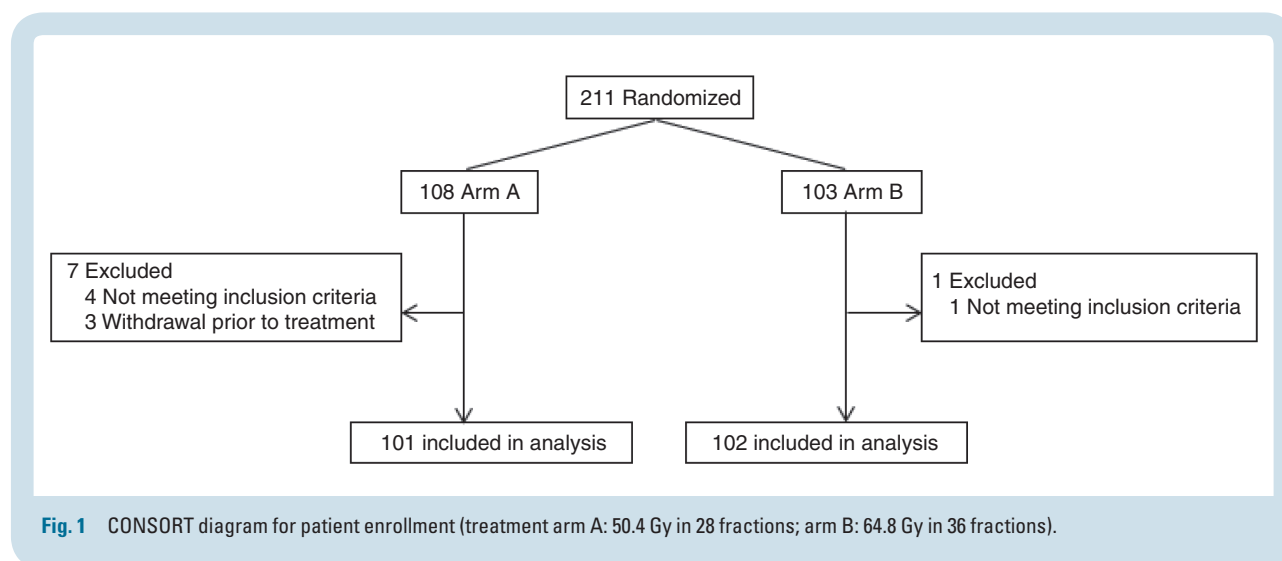 211 Randomized
108 Arm A
103 Arm B
7 Excluded
4 Not meeting inclusion criteria
3 Withdrawal prior to treatment
1 Excluded
1 Not meeting inclusion criteria
101 included in analysis
102 included in analysis
Fig. 1 CONSORT diagram for patient enrollment (treatment arm A: 50.4 Gy in 28 fractions; arm B: 64.8 Gy in 36 fractions).